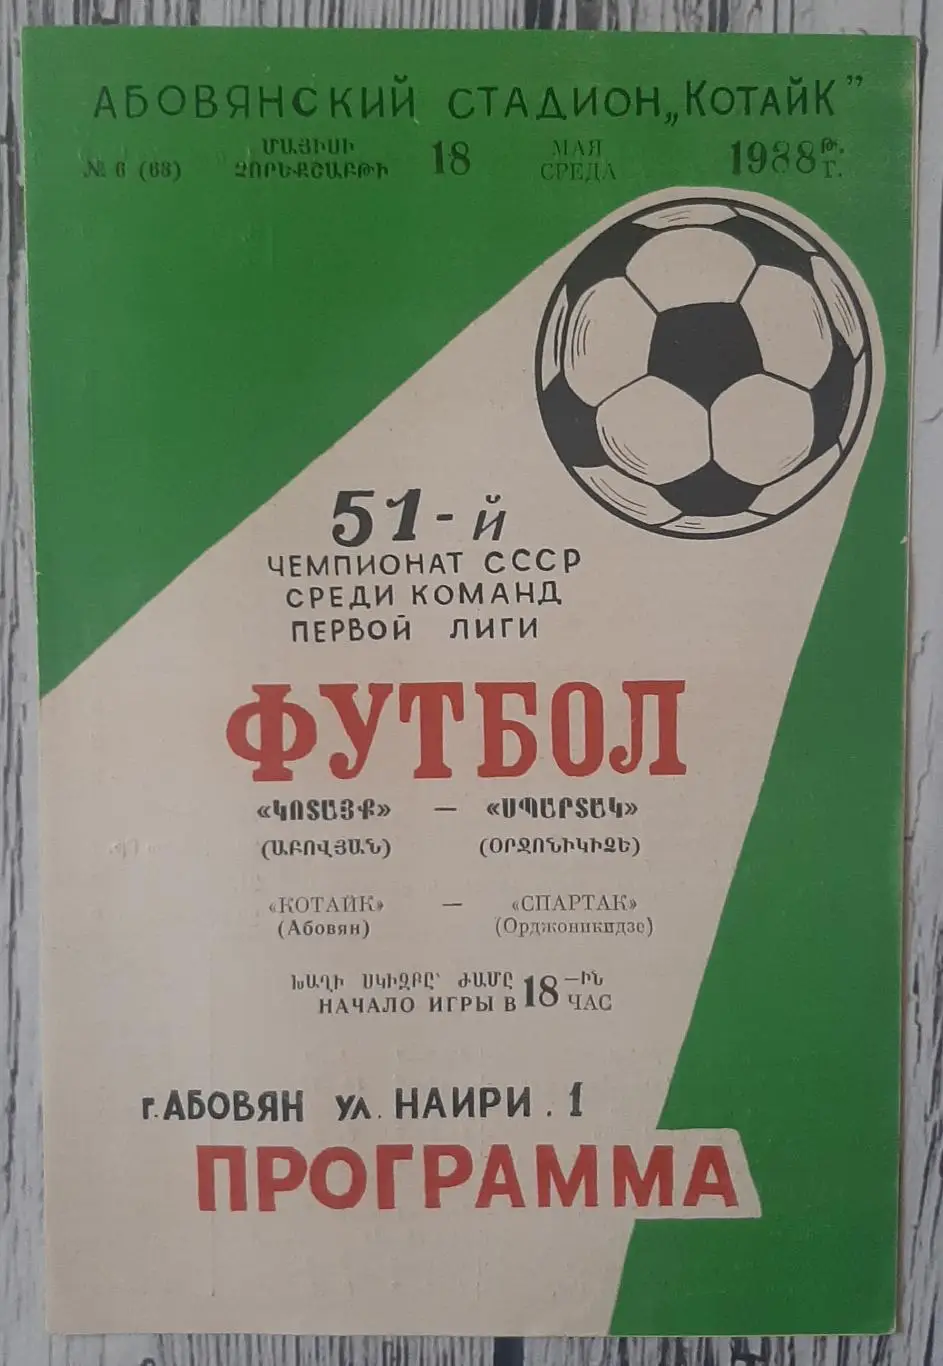 АБОВЯНСКИЙ СТАДИОН „КОТАЙК”
№ 6 (68) ՄԱՅԻՍԻ ՉՈՐԵՔՇԱԲԹԻ 18 МАЯ СРЕДА 1988 թ. г.
51-й
ЧЕМПИОНАТ СССР
СРЕДИ КОМАНД
ПЕРВОЙ ЛИГИ
ФУТБОЛ
«ԿՈՏԱՅՔ» — «ՍՊԱՐՏԱԿ»
(ԱԲՈՎՅԱՆ) (ՕՐՋՈՆԻԿԻՁԵ)
«КОТАЙК» — «СПАРТАК»
(Абовян) (Орджоникидзе)
ԽԱՂԻ ՍԿԻԶԲԸ՝ ԺԱՄԸ 18 —ԻՆ
НАЧАЛО ИГРЫ В ЧАС
г. АБОВЯН ул. НАИРИ. 1
ПРОГРАММА